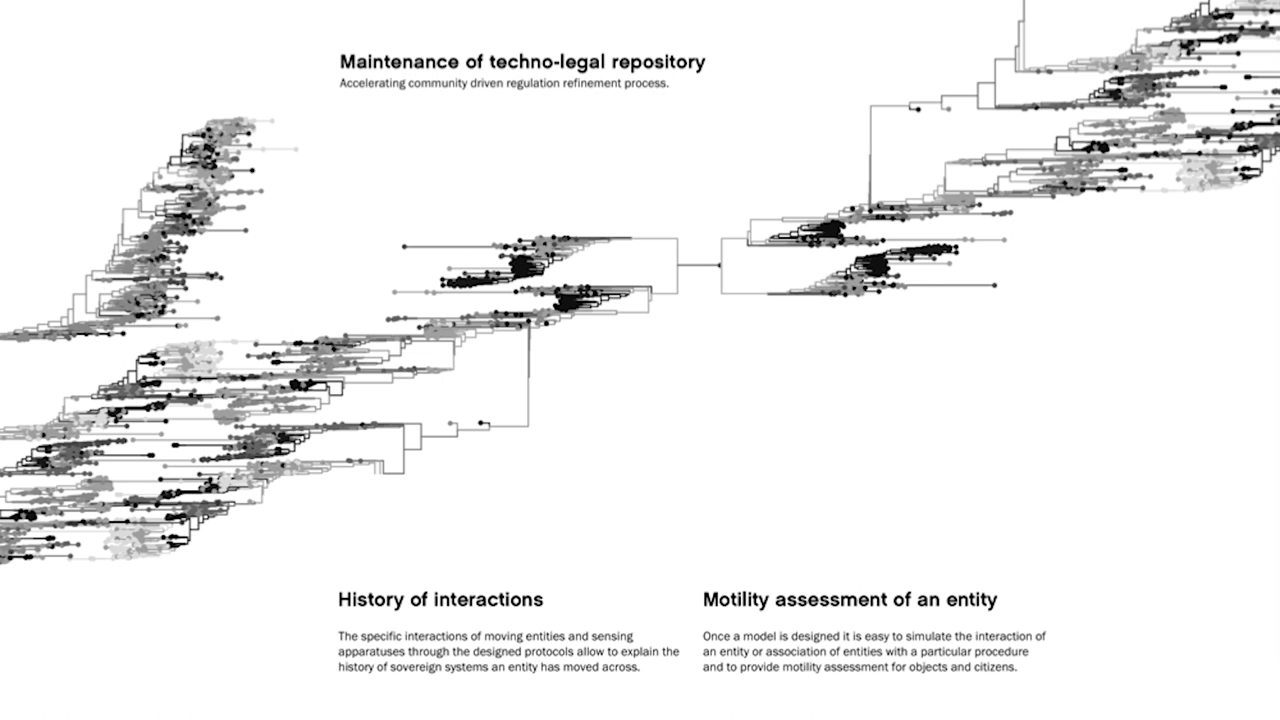 Maintenance of techno-legal repository
Accelerating community driven regulation refinement process.
History of interactions
The specific interactions of moving entities and sensing
apparatuses through the designed protocols allow to explain the
history of sovereign systems an entity has moved across.
Motility assessment of an entity
Once a model is designed it is easy to simulate the interaction of
an entity or association of entities with a particular procedure
and to provide motility assessment for objects and citizens.